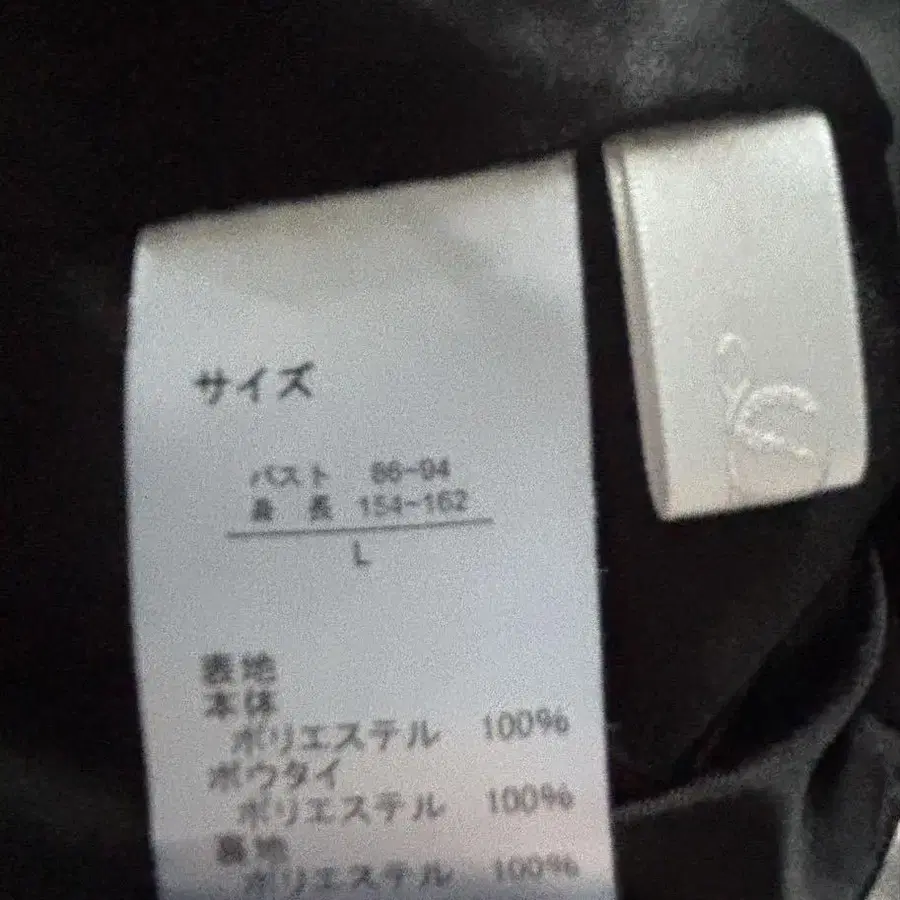 サイズ
バスト 86-94
身長 154-162
L
表地
本体
ポリエステル 100%
ボウタイ
ポリエステル 100%
裏地
ポリエステル 100%